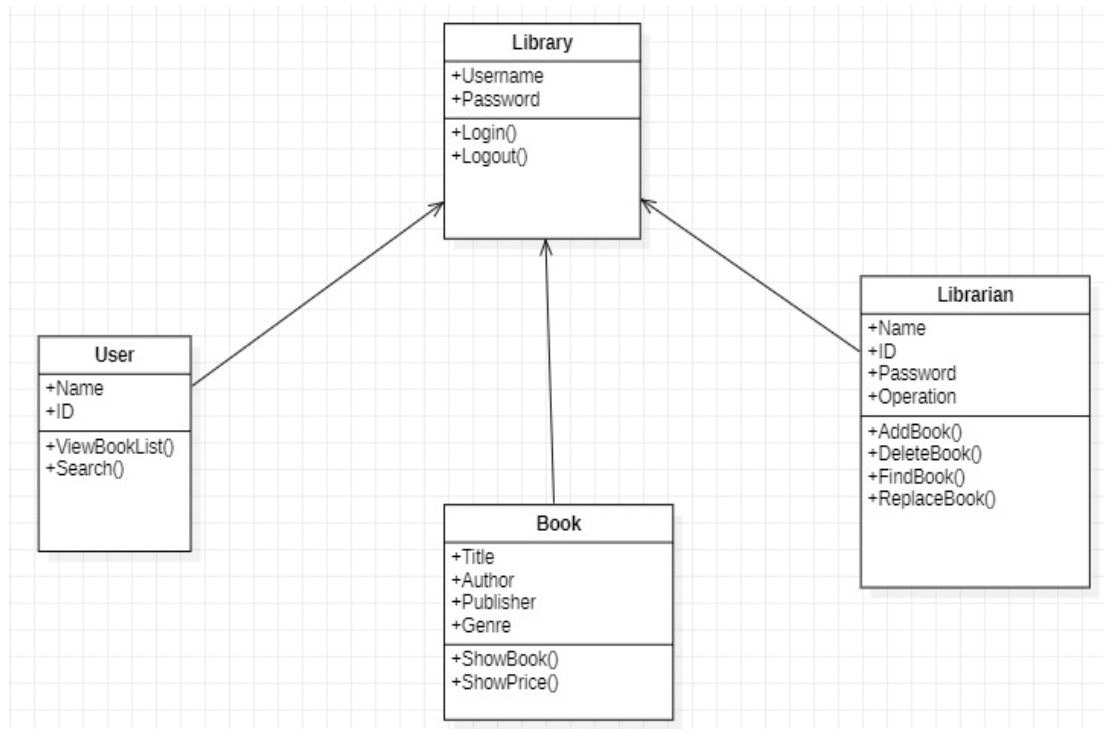 Library
+Username
+Password
+Login()
+Logout()
User
+Name
+ID
+ViewBookList()
+Search()
Book
+Title
+Author
+Publisher
+Genre
+ShowBook()
+ShowPrice()
Librarian
+Name
+ID
+Password
+Operation
+AddBook()
+DeleteBook()
+FindBook()
+ReplaceBook()